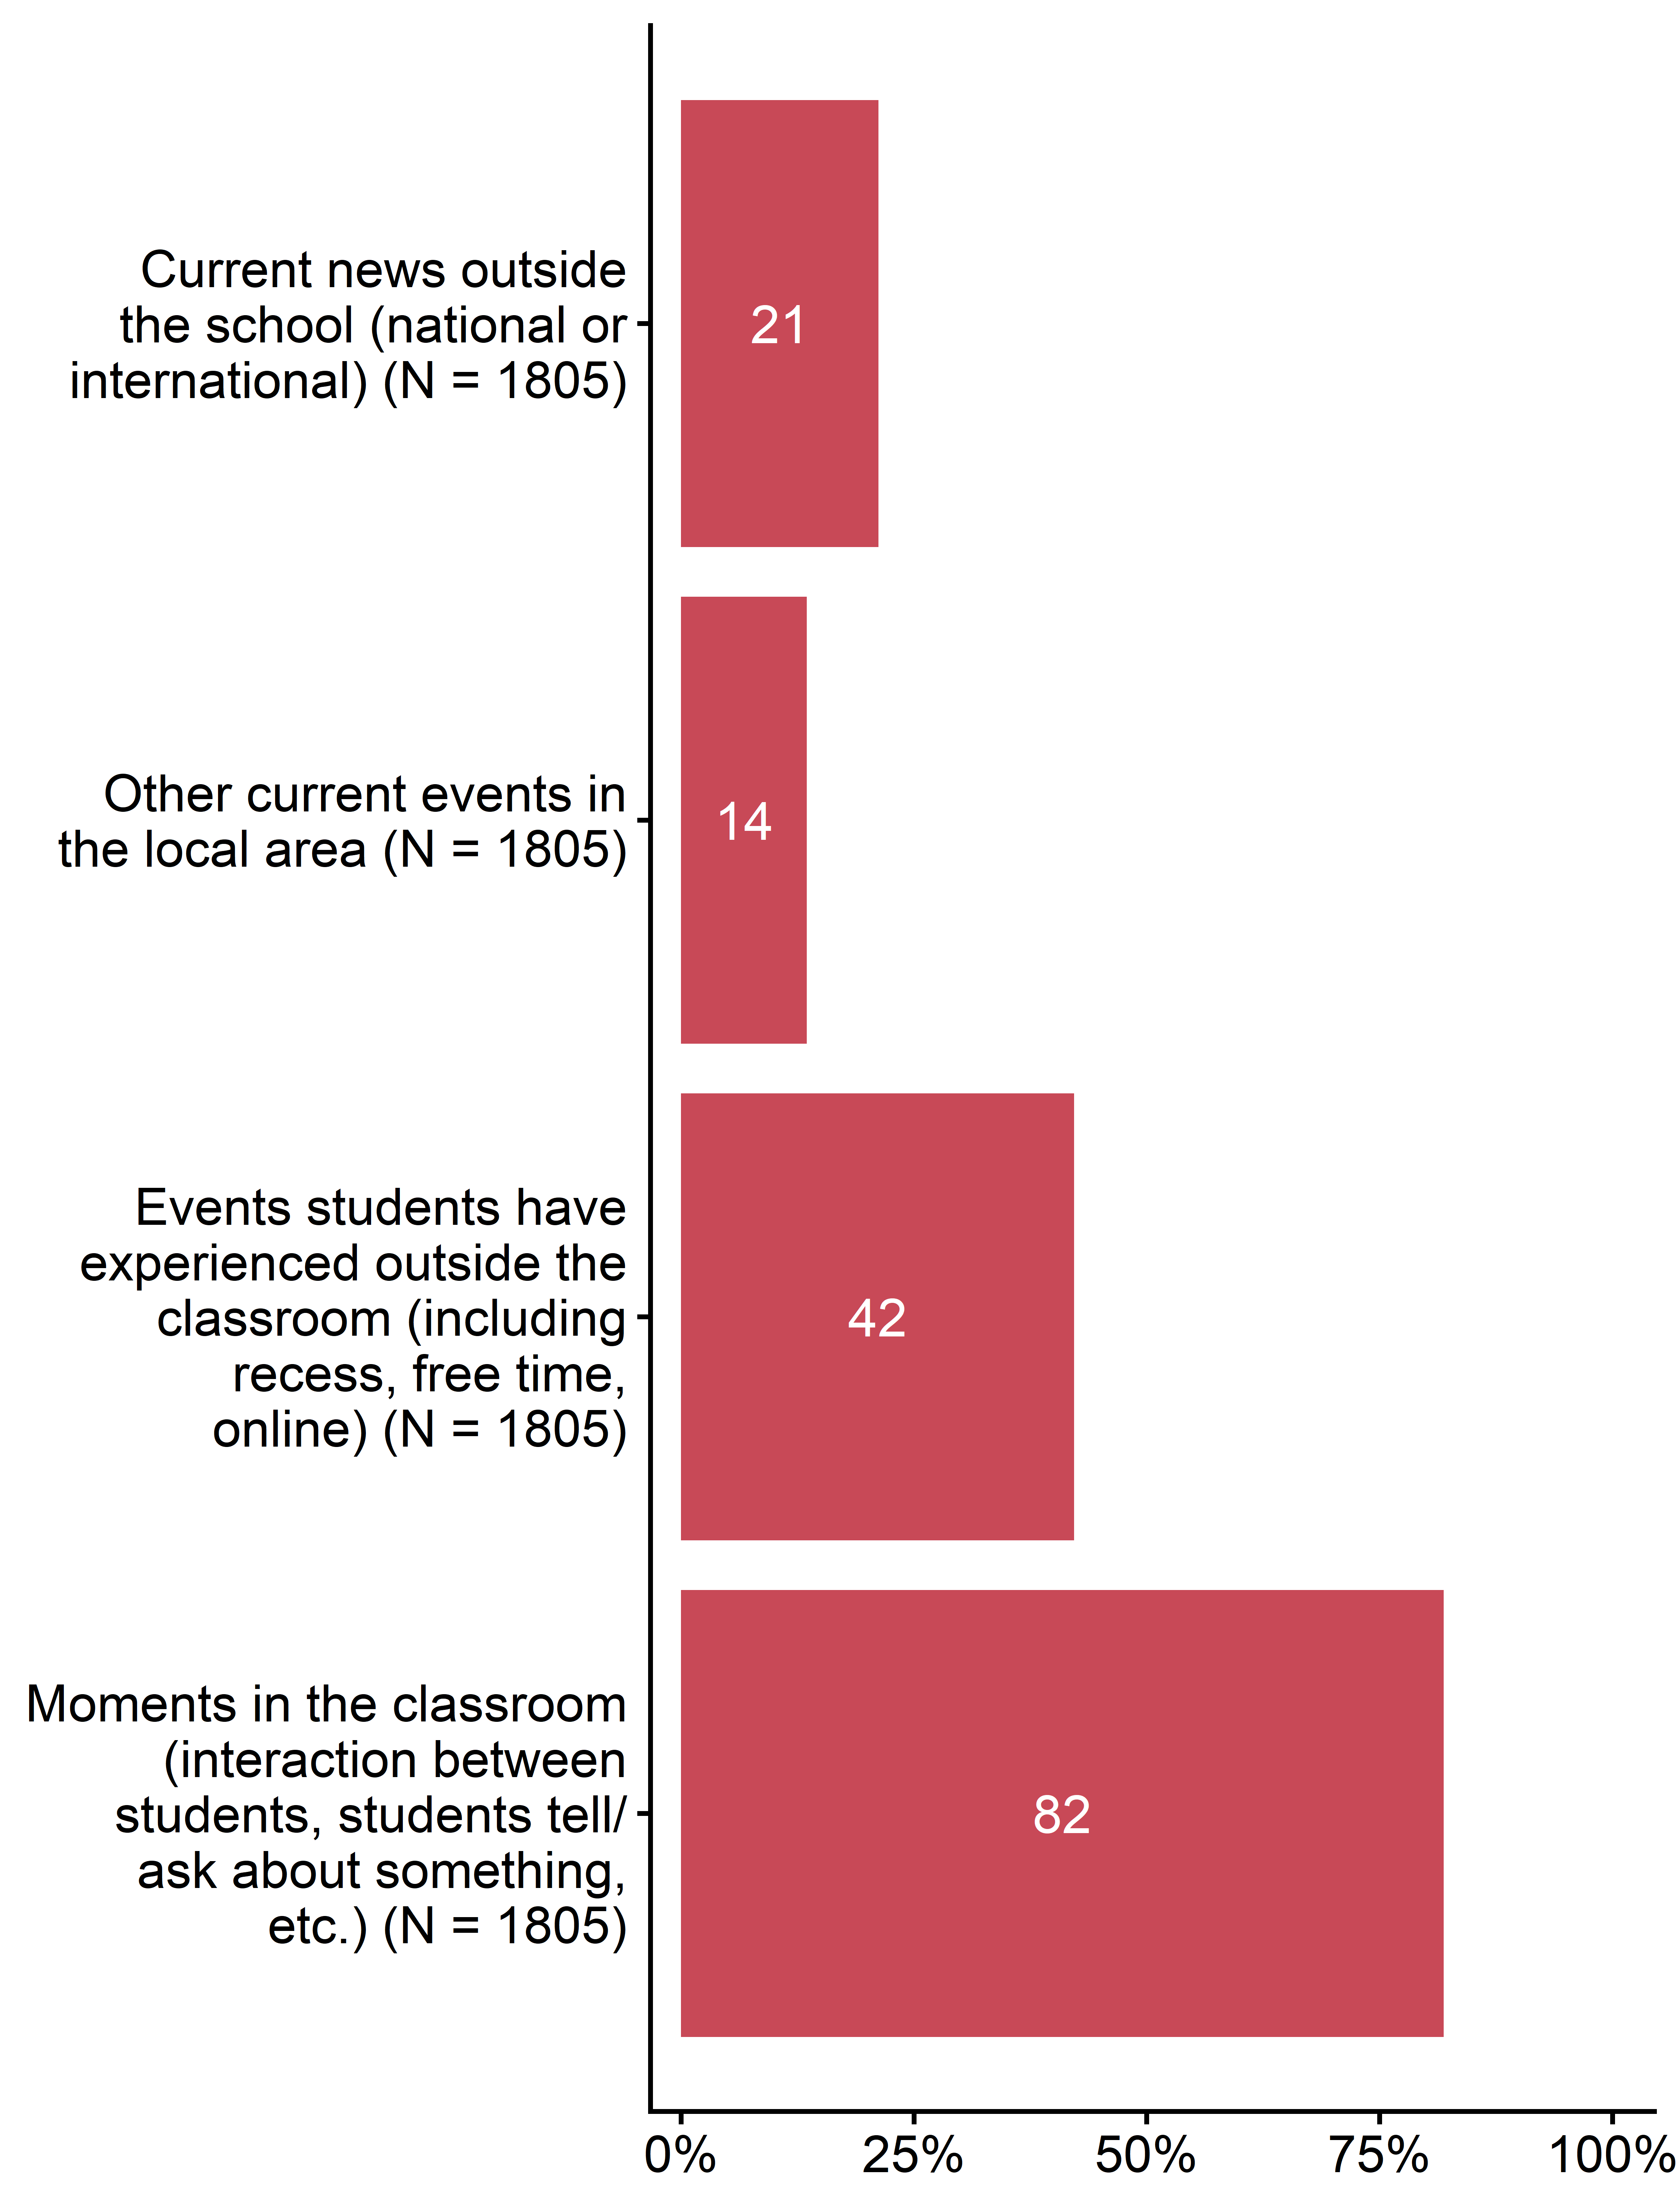 Current news outside
the school (national or
international) (N = 1805)
21
Other current events in
the local area (N = 1805)
14
Events students have
experienced outside the
classroom (including
recess, free time,
online) (N = 1805)
42
Moments in the classroom
(interaction between
students, students tell/
ask about something,
etc.) (N = 1805)
82
0% 25% 50% 75% 100%